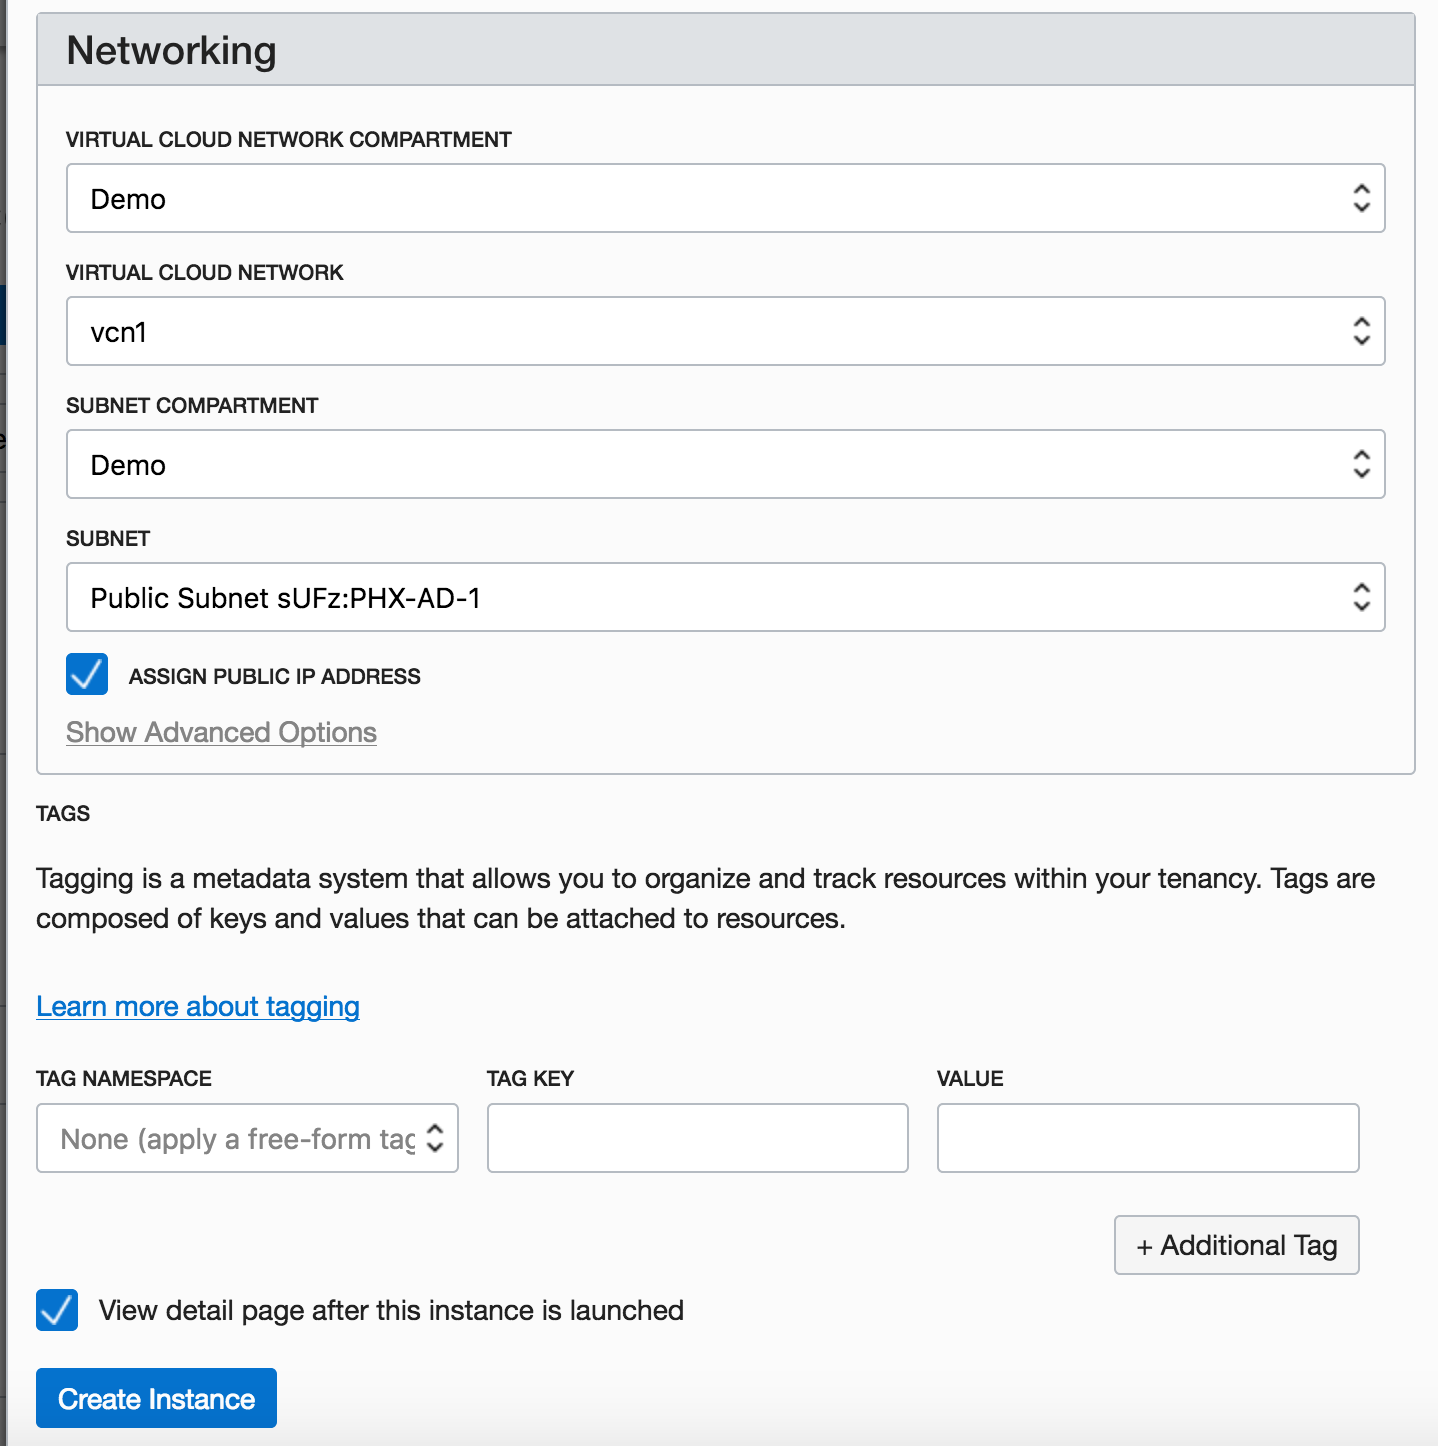 Networking
VIRTUAL CLOUD NETWORK COMPARTMENT
Demo
VIRTUAL CLOUD NETWORK
vcn1
SUBNET COMPARTMENT
Demo
SUBNET
Public Subnet sUFz:PHX-AD-1
ASSIGN PUBLIC IP ADDRESS
Show Advanced Options
TAGS
Tagging is a metadata system that allows you to organize and track resources within your tenancy. Tags are
composed of keys and values that can be attached to resources.
Learn more about tagging
TAG NAMESPACE TAG KEY VALUE
None (apply a free-form tag
+ Additional Tag
View detail page after this instance is launched
Create Instance